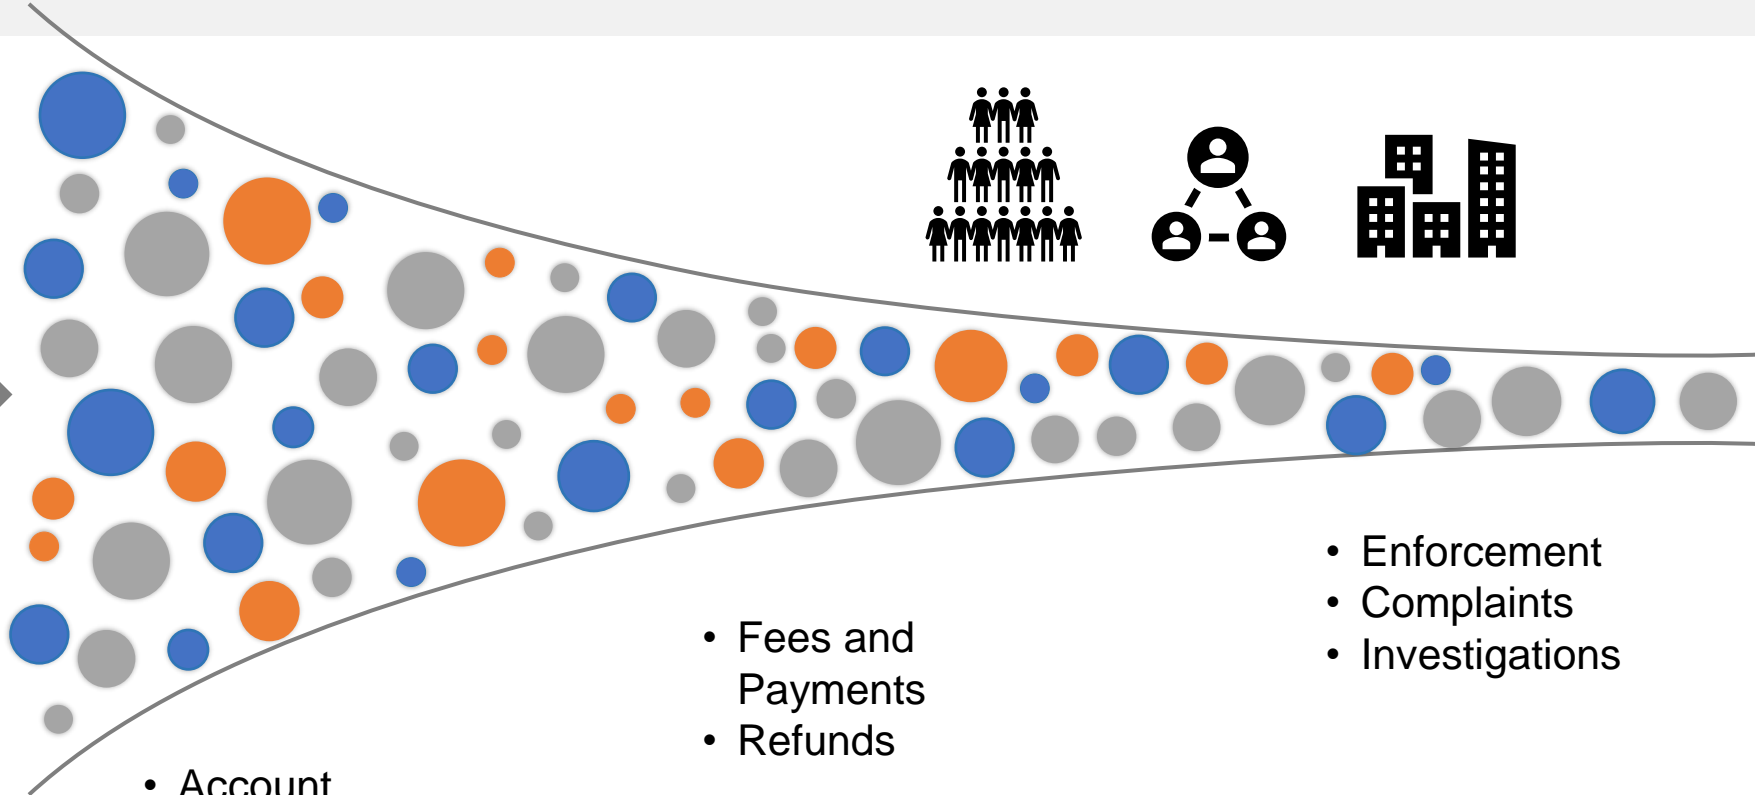 • Enforcement
• Complaints
• Investigations
• Fees and
Payments
• Refunds
• Account